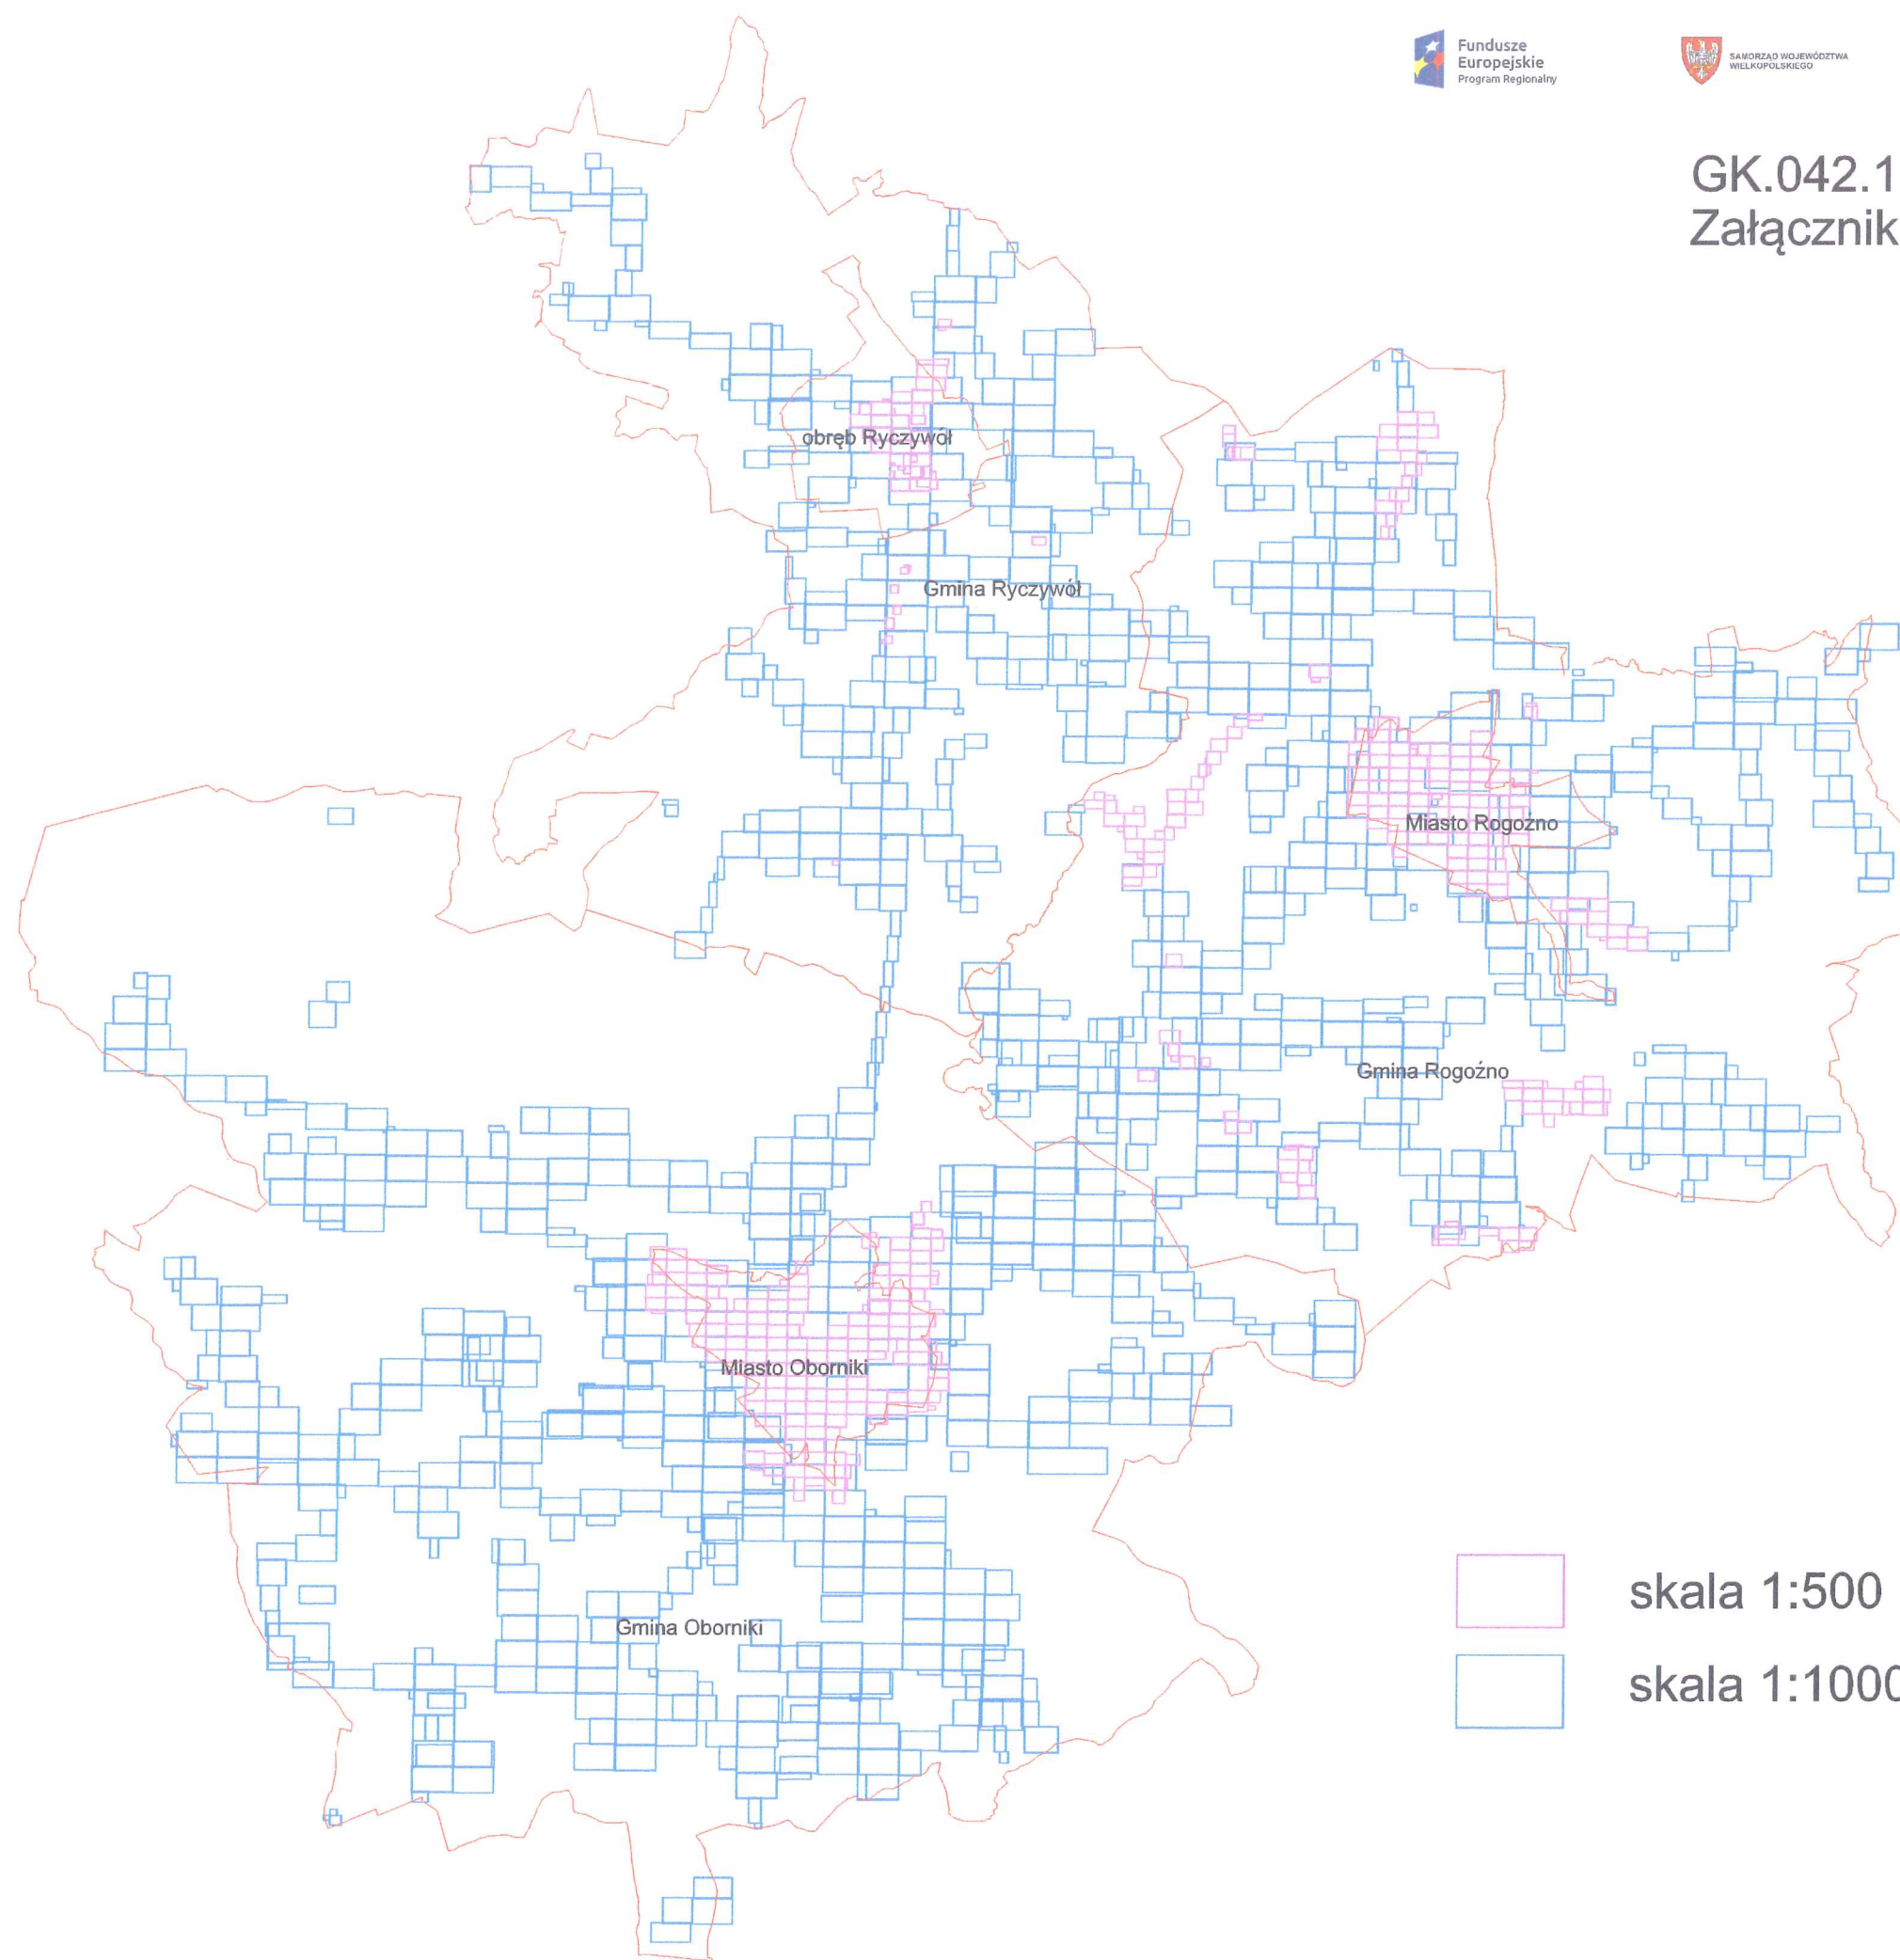 Fundusze
Europejskie
Program Regionalny
SAMORZĄD WOJEWÓDZTWA
WIELKOPOLSKIEGO
GK.042.1
Załącznik
obręb Ryczywół
Gmina Ryczywół
Miasto Rogoźno
Gmina Rogoźno
Miasto Oborniki
Gmina Oborniki
skala 1:500
skala 1:1000